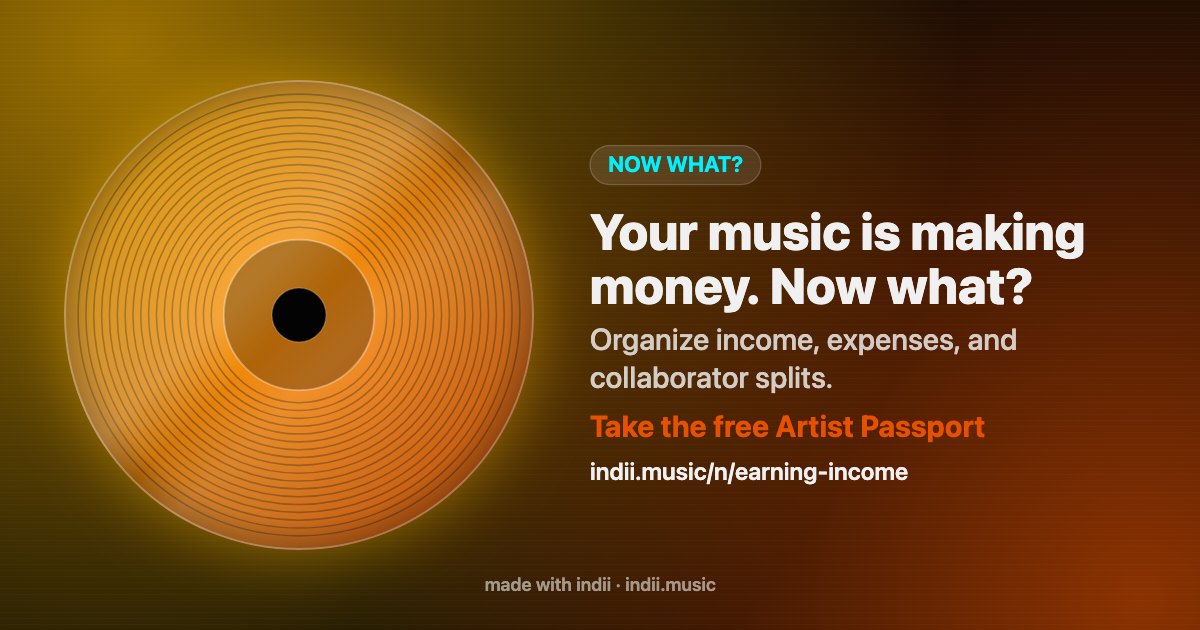 NOW WHAT?
Your music is making
money. Now what?
Organize income, expenses, and
collaborator splits.
Take the free Artist Passport
indii.music/n/earning-income
made with indii · indii.music